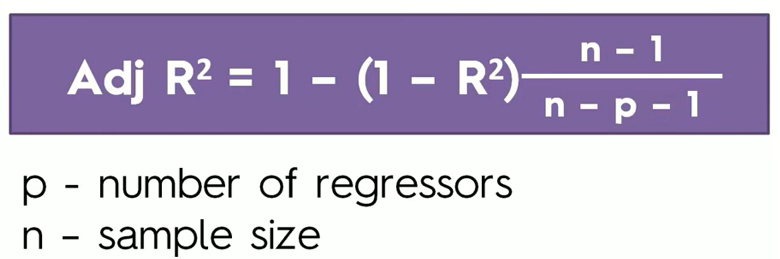 Adj R² = 1 – (1 – R²) n – 1
n – p – 1
p - number of regressors
n – sample size